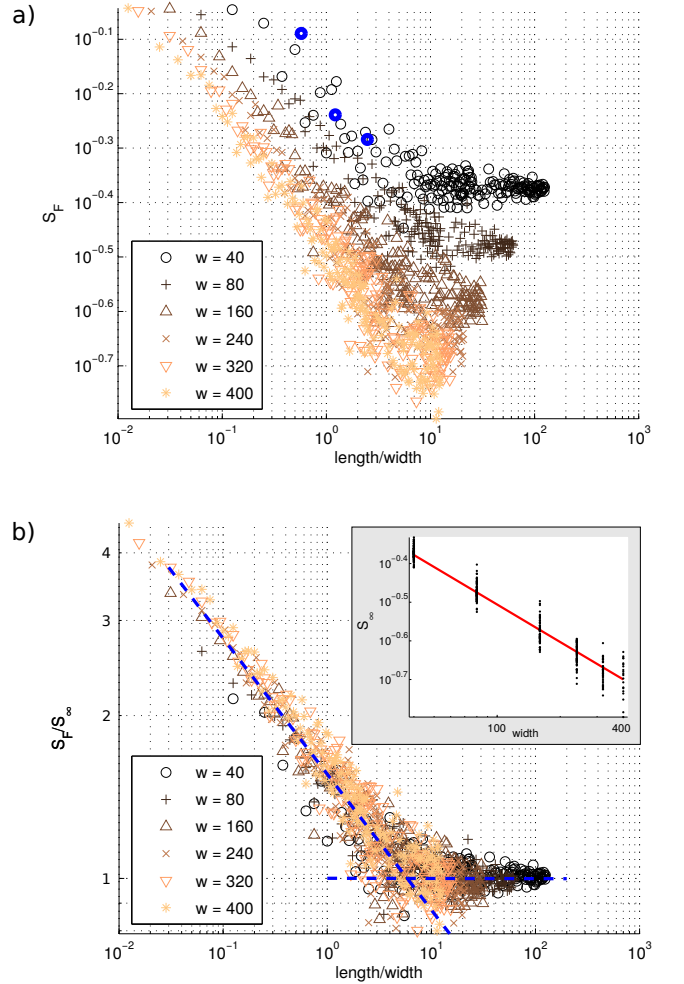 a)
10^-0.1
10^-0.2
10^-0.3
10^-0.4
10^-0.5
10^-0.6
10^-0.7
S_F
w = 40
w = 80
w = 160
w = 240
w = 320
w = 400
10^-2 10^-1 10^0 10^1 10^2 10^3
length/width
b)
4
3
2
1
S_F/S_∞
w = 40
w = 80
w = 160
w = 240
w = 320
w = 400
10^-0.4
10^-0.5
10^-0.6
10^-0.7
S_∞
100 400
width
10^-2 10^-1 10^0 10^1 10^2 10^3
length/width